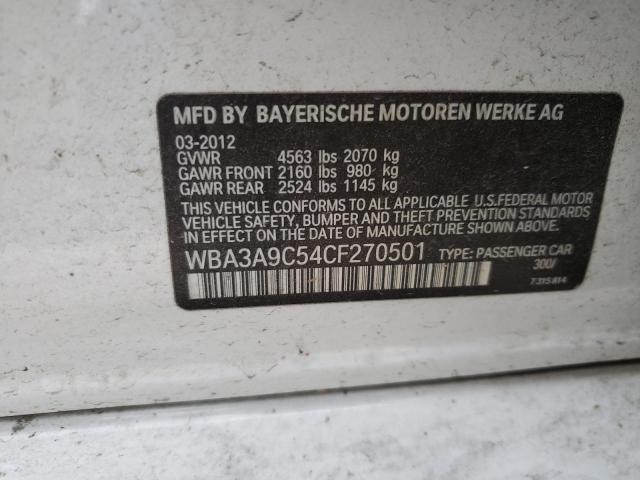 MFD BY BAYERISCHE MOTOREN WERKE AG
03-2012
GVWR 4563 lbs 2070 kg
GAWR FRONT 2160 lbs 980 kg
GAWR REAR 2524 lbs 1145 kg
THIS VEHICLE CONFORMS TO ALL APPLICABLE U.S.FEDERAL MOTOR
VEHICLE SAFETY, BUMPER AND THEFT PREVENTION STANDARDS
IN EFFECT ON THE DATE OF MANUFACTURE SHOWN ABOVE.
WBA3A9C54CF270501 TYPE: PASSENGER CAR
300/
7315814